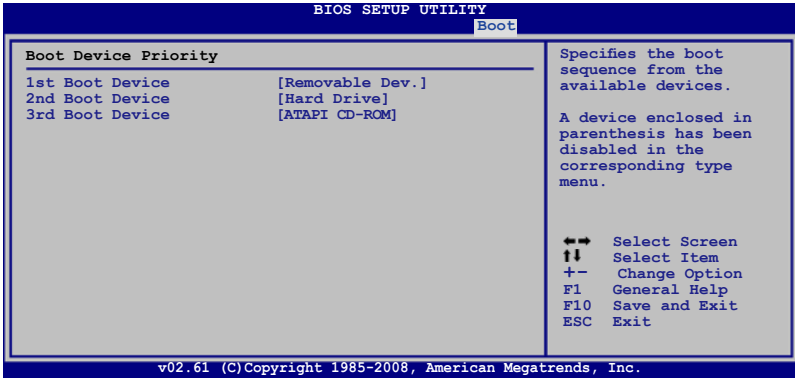 BIOS SETUP UTILITY
Boot
Boot Device Priority
1st Boot Device [Removable Dev.]
2nd Boot Device [Hard Drive]
3rd Boot Device [ATAPI CD-ROM]
Specifies the boot
sequence from the
available devices.
A device enclosed in
parenthesis has been
disabled in the
corresponding type
menu.
←→ Select Screen
↑↓ Select Item
+- Change Option
F1 General Help
F10 Save and Exit
ESC Exit
v02.61 (C)Copyright 1985-2008, American Megatrends, Inc.